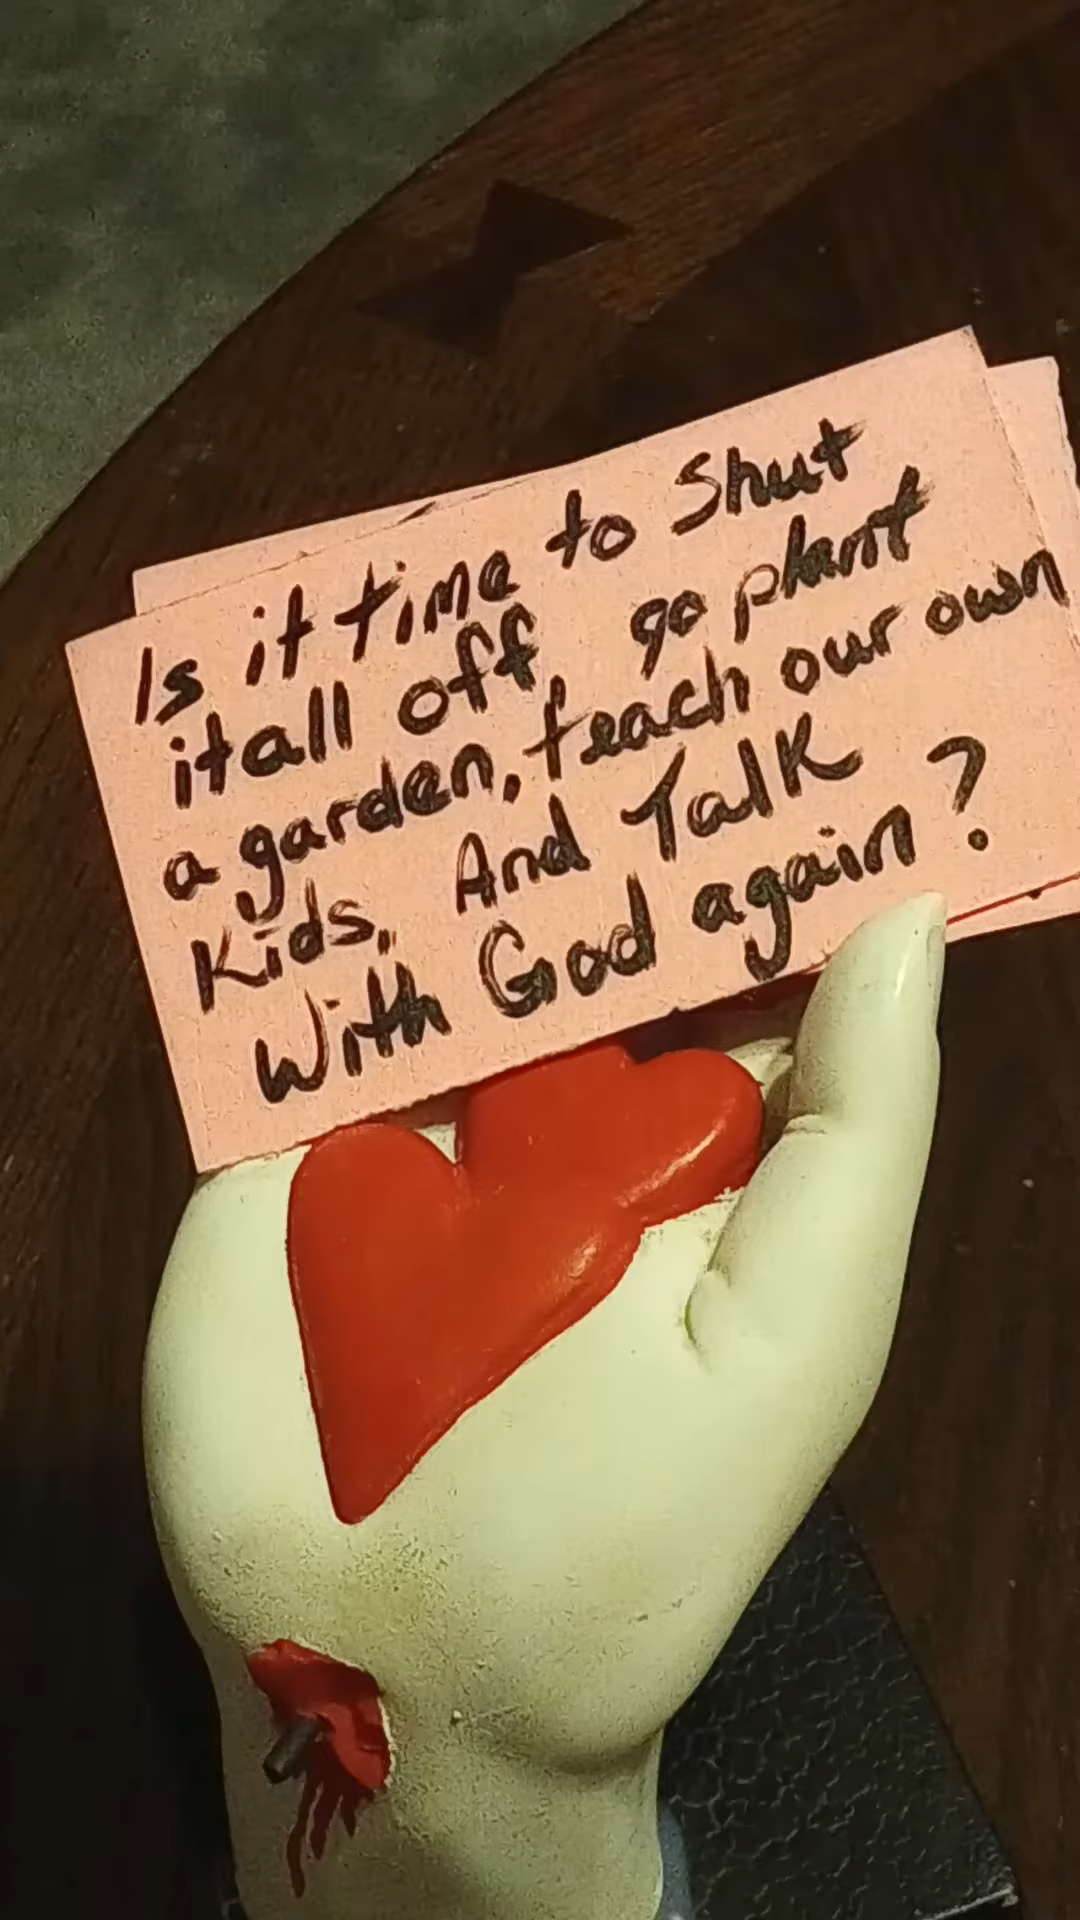 Is it time to Shut
it all off go plant
a garden, teach our own
Kids, And Talk
With God again?